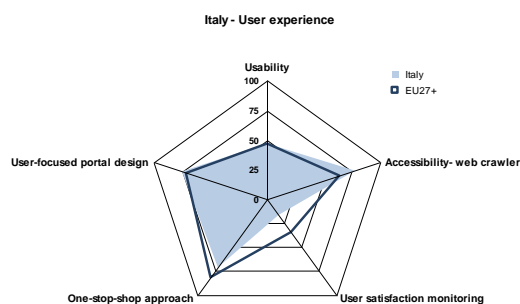 Italy - User experience
Usability
100
75
50
25
0
Italy
EU27+
User-focused portal design
Accessibility- web crawler
One-stop-shop approach
User satisfaction monitoring